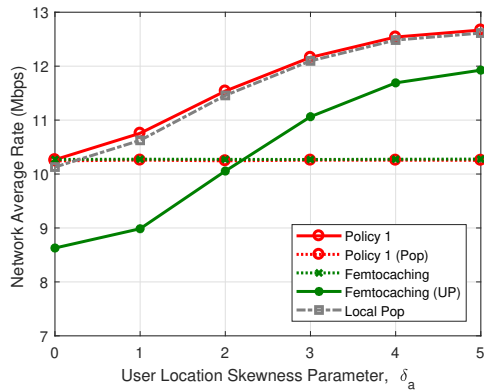 13
12
11
10
9
8
7
0 1 2 3 4 5
Network Average Rate (Mbps)
User Location Skewness Parameter, δa
Policy 1
Policy 1 (Pop)
Femtocaching
Femtocaching (UP)
Local Pop